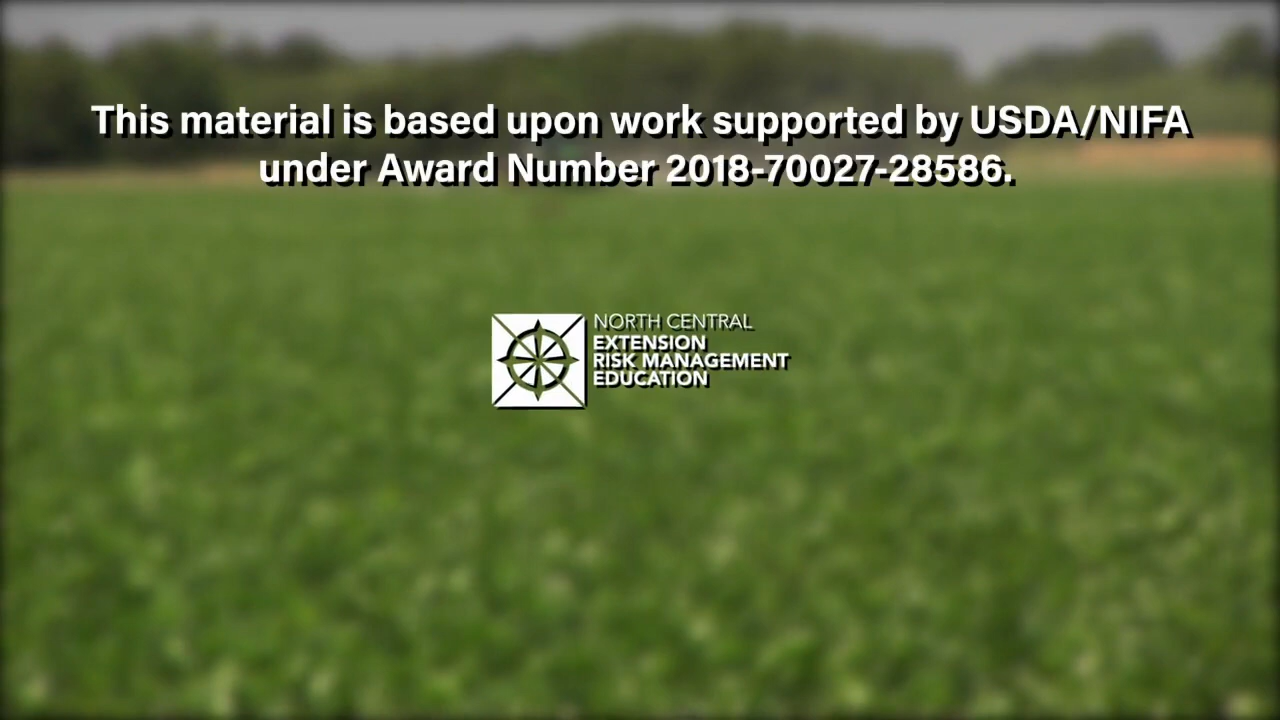 This material is based upon work supported by USDA/NIFA
under Award Number 2018-70027-28586.
NORTH CENTRAL
EXTENSION
RISK MANAGEMENT
EDUCATION